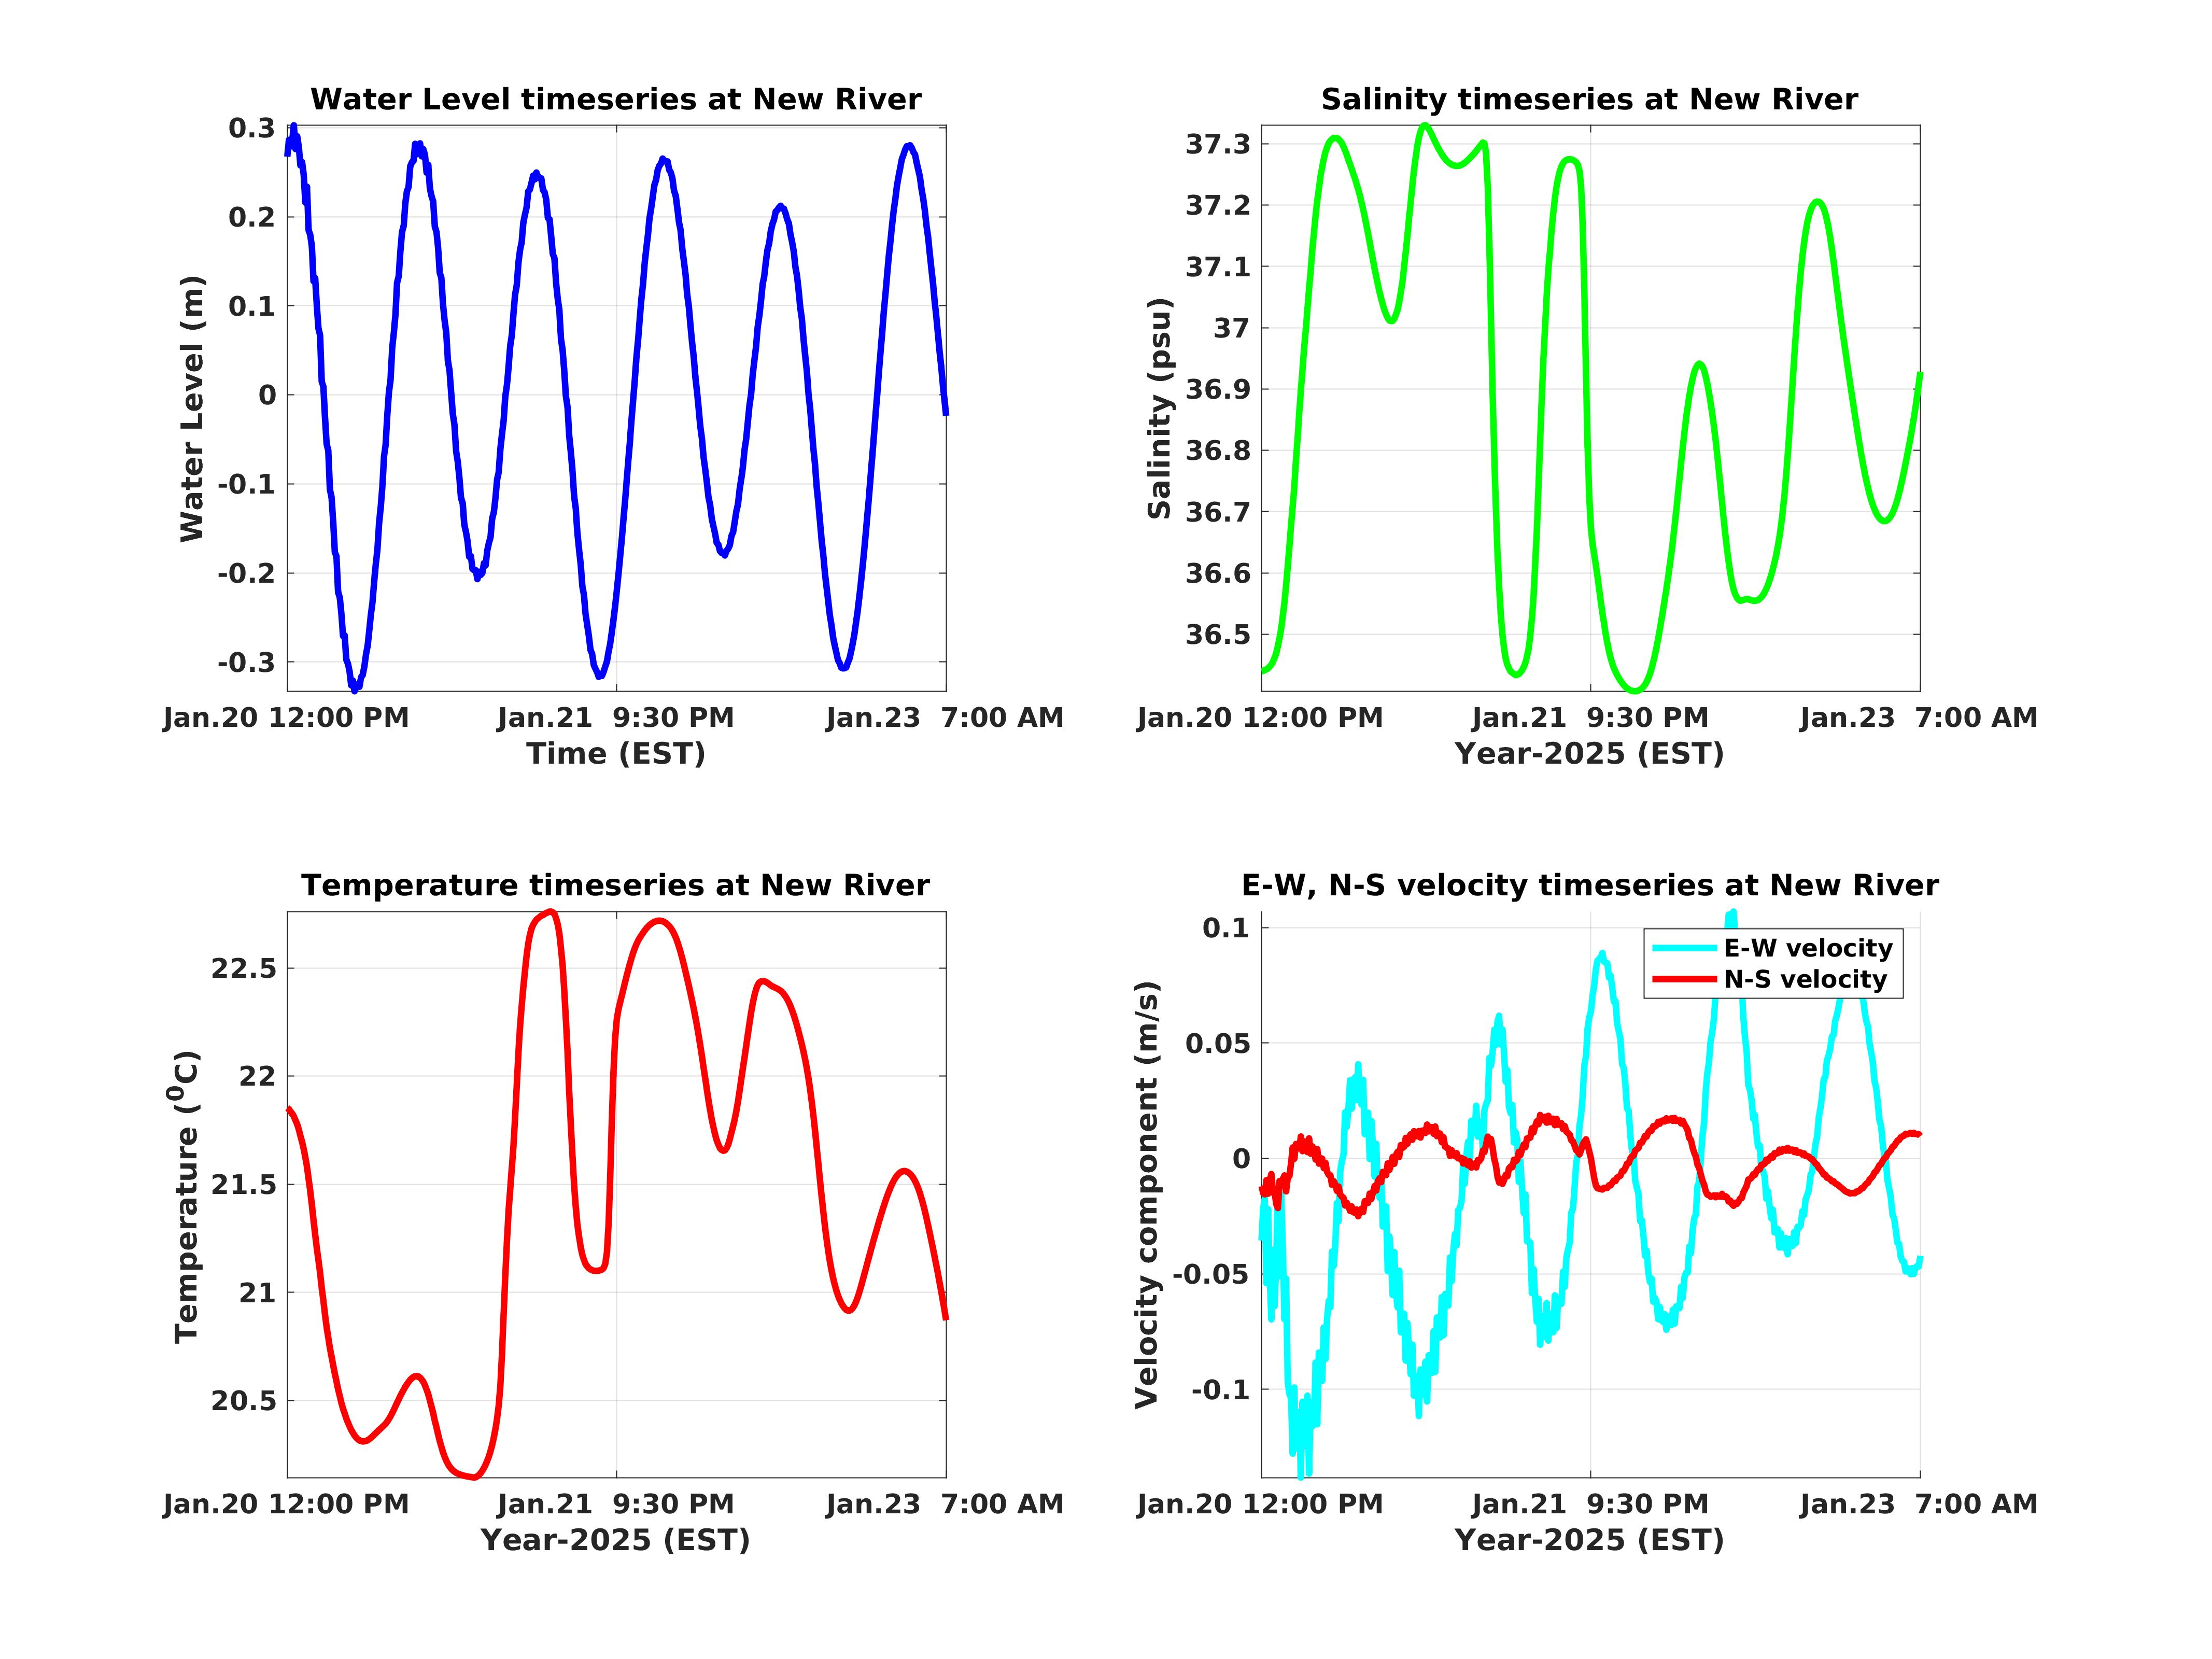 Water Level timeseries at New River
0.3
0.2
0.1
0
-0.1
-0.2
-0.3
Water Level (m)
Jan.20 12:00 PM
Jan.21 9:30 PM
Jan.23 7:00 AM
Time (EST)
Salinity timeseries at New River
37.3
37.2
37.1
37
36.9
36.8
36.7
36.6
36.5
Salinity (psu)
Jan.20 12:00 PM
Jan.21 9:30 PM
Jan.23 7:00 AM
Year-2025 (EST)
Temperature timeseries at New River
22.5
22
21.5
21
20.5
Temperature (⁰C)
Jan.20 12:00 PM
Jan.21 9:30 PM
Jan.23 7:00 AM
Year-2025 (EST)
E-W, N-S velocity timeseries at New River
0.1
0.05
0
-0.05
-0.1
Velocity component (m/s)
E-W velocity
N-S velocity
Jan.20 12:00 PM
Jan.21 9:30 PM
Jan.23 7:00 AM
Year-2025 (EST)